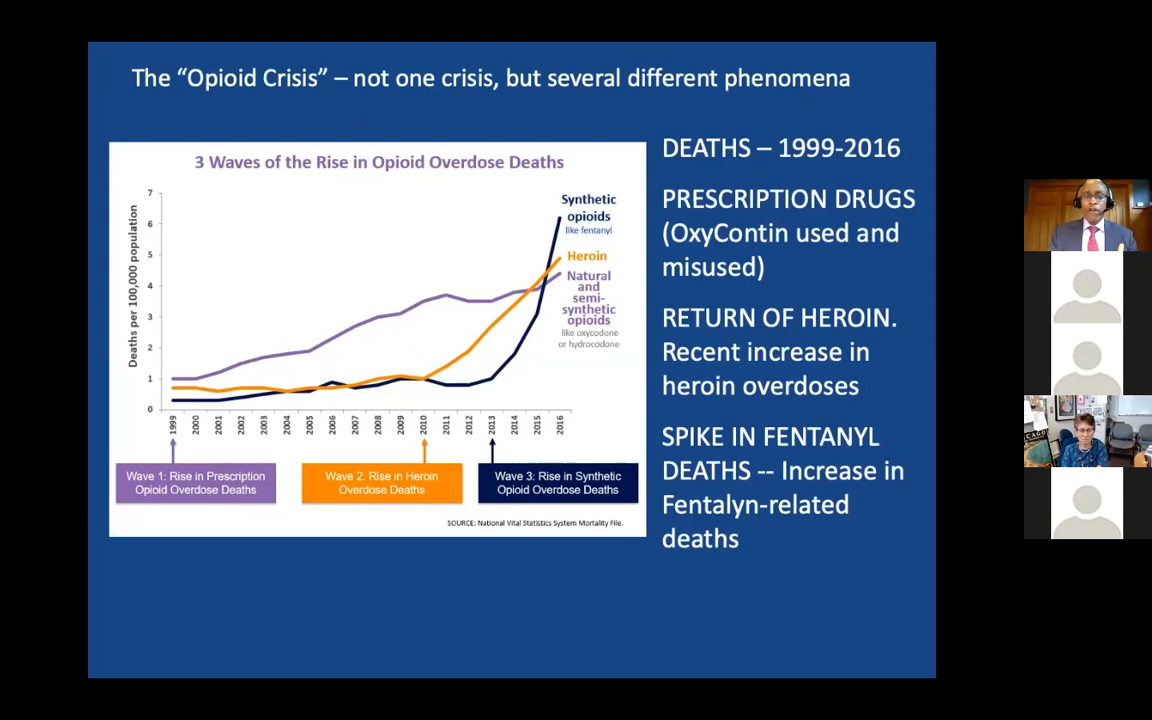 The “Opioid Crisis” – not one crisis, but several different phenomena
3 Waves of the Rise in Opioid Overdose Deaths
Deaths per 100,000 population
7
6
5
4
3
2
1
0
1999
2000
2001
2002
2003
2004
2005
2006
2007
2008
2009
2010
2011
2012
2013
2014
2015
2016
Synthetic
opioids
like fentanyl
Heroin
Natural
and
semi-
synthetic
opioids
like oxycodone
or hydrocodone
Wave 1: Rise in Prescription
Opioid Overdose Deaths
Wave 2: Rise in Heroin
Overdose Deaths
Wave 3: Rise in Synthetic
Opioid Overdose Deaths
SOURCE: National Vital Statistics System Mortality File.
DEATHS – 1999-2016
PRESCRIPTION DRUGS
(OxyContin used and
misused)
RETURN OF HEROIN.
Recent increase in
heroin overdoses
SPIKE IN FENTANYL
DEATHS -- Increase in
Fentalyn-related
deaths